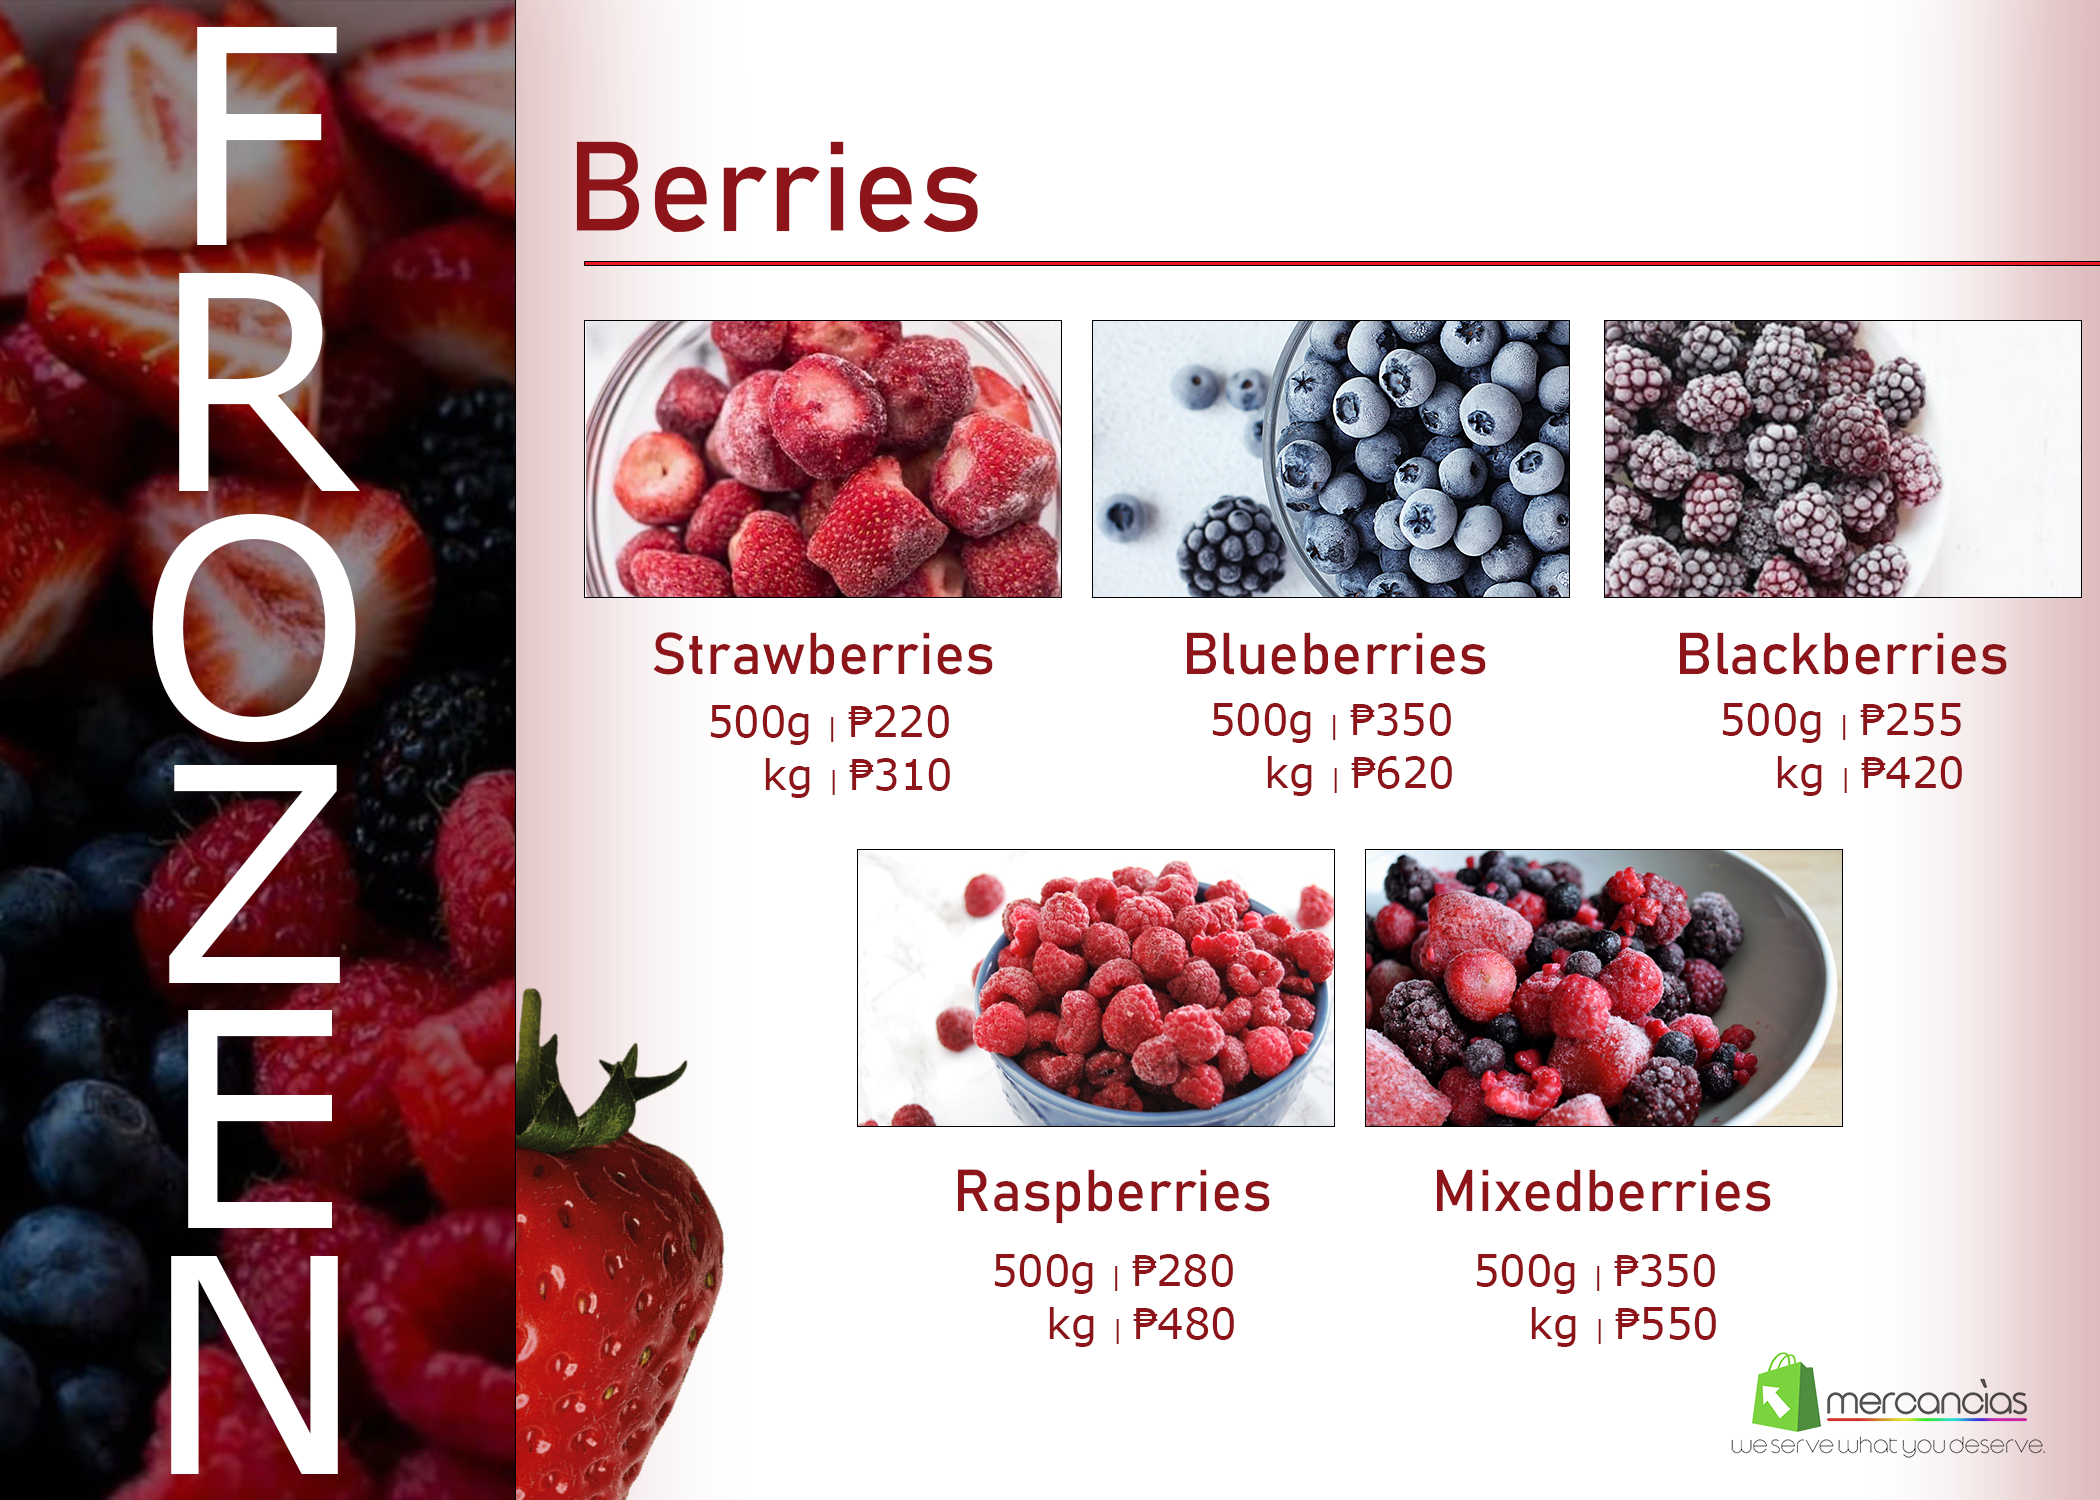 FROZEN
Berries
Strawberries
500g | ₱220
kg | ₱310
Blueberries
500g | ₱350
kg | ₱620
Blackberries
500g | ₱255
kg | ₱420
Raspberries
500g | ₱280
kg | ₱480
Mixedberries
500g | ₱350
kg | ₱550
mercancìas
we serve what you deserve.